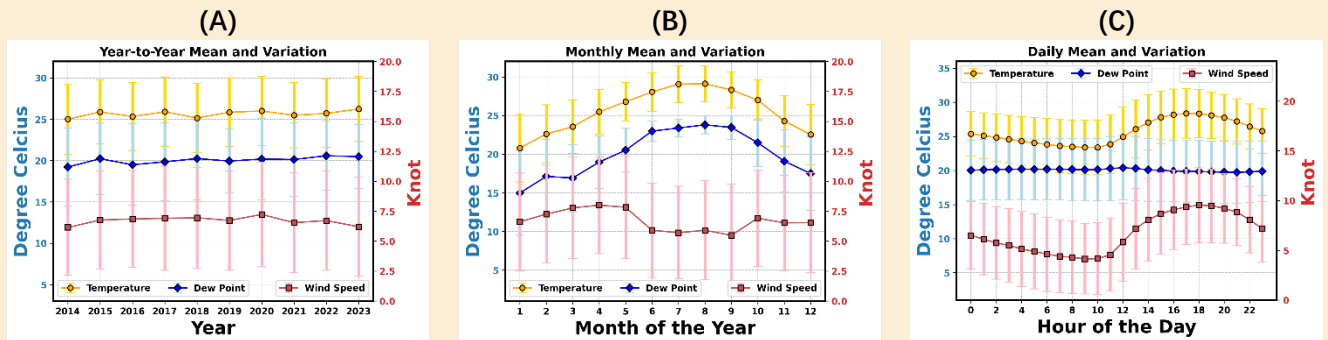 (A)
Year-to-Year Mean and Variation
Degree Celcius
30
25
20
15
10
5
20.0
17.5
15.0
12.5
10.0
7.5
5.0
2.5
0.0
Knot
Temperature Dew Point Wind Speed
2014 2015 2016 2017 2018 2019 2020 2021 2022 2023
Year
(B)
Monthly Mean and Variation
Degree Celcius
30
25
20
15
10
5
20.0
17.5
15.0
12.5
10.0
7.5
5.0
2.5
0.0
Knot
Temperature Dew Point Wind Speed
1 2 3 4 5 6 7 8 9 10 11 12
Month of the Year
(C)
Daily Mean and Variation
Temperature Dew Point Wind Speed
Degree Celcius
35
30
25
20
15
10
5
20
15
10
5
0
Knot
0 2 4 6 8 10 12 14 16 18 20 22
Hour of the Day